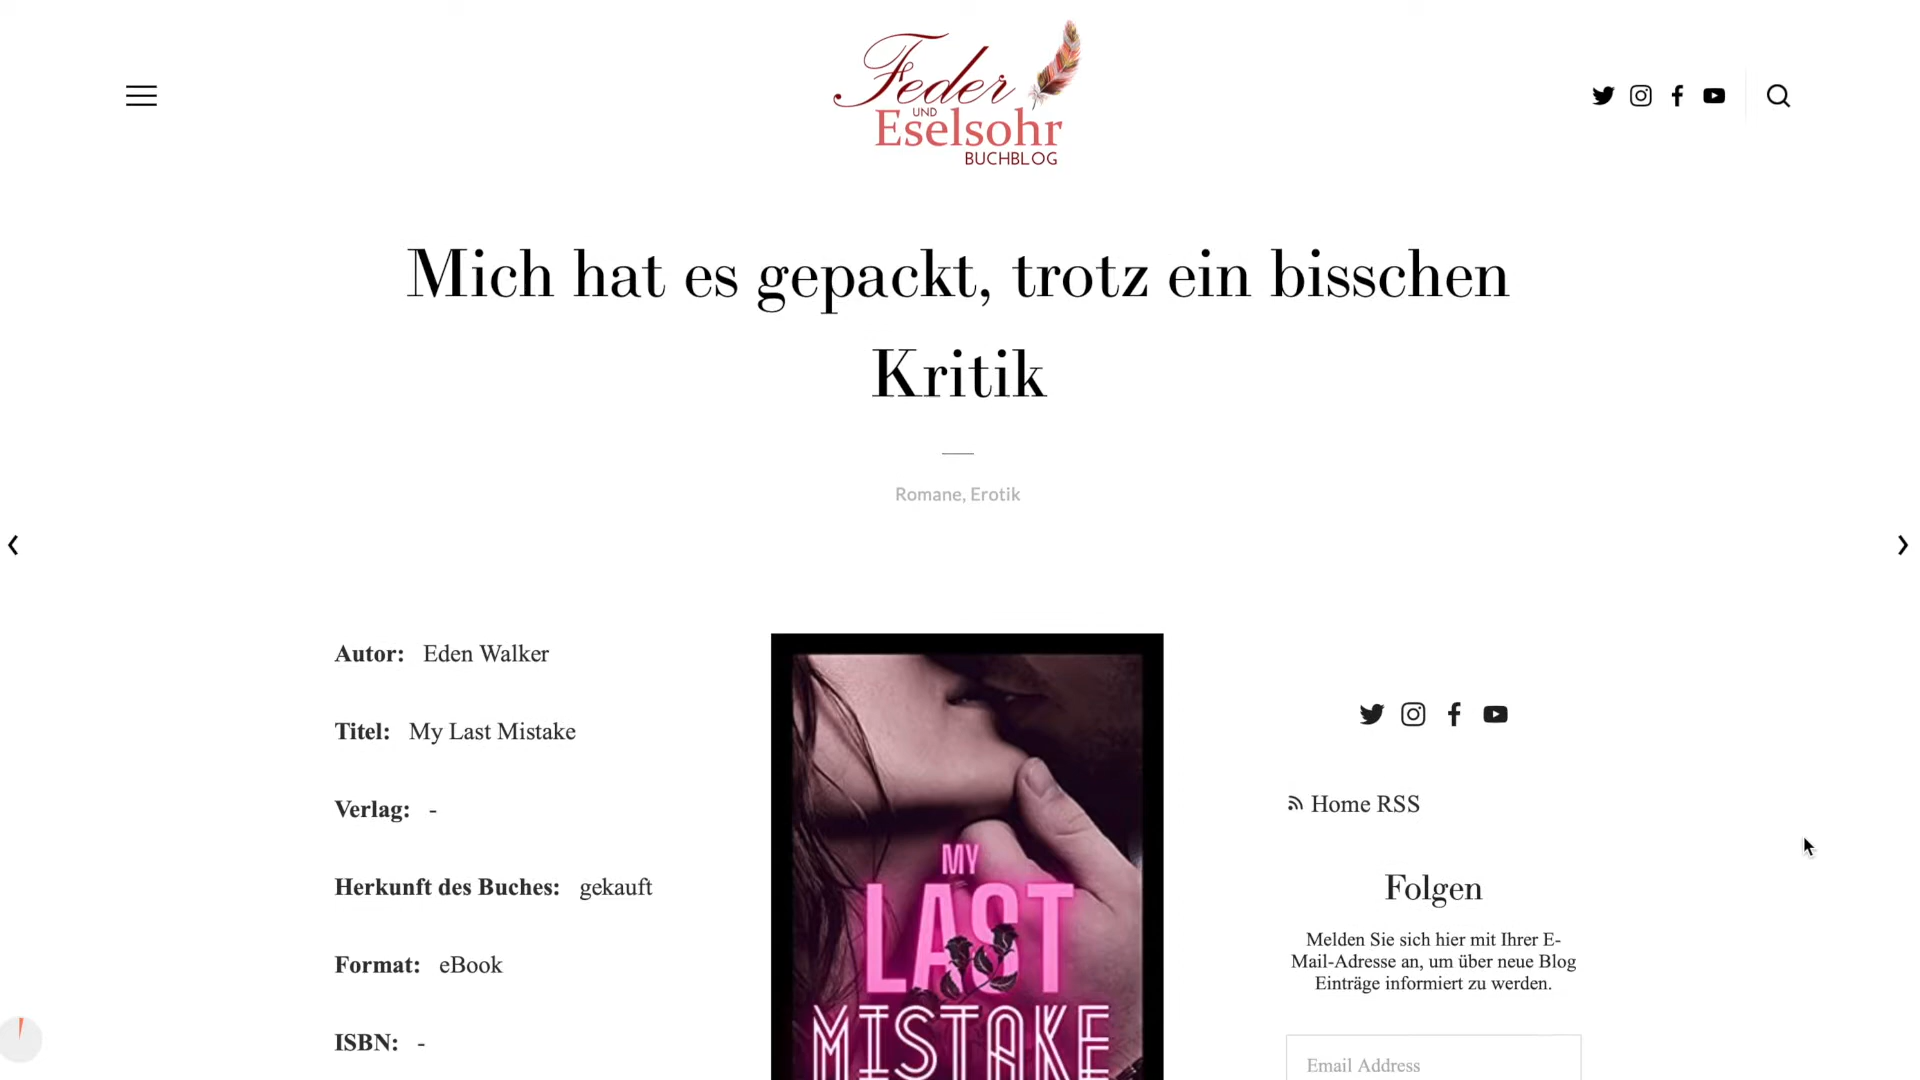 Feder
UND
Eselsohr
BUCHBLOG
Mich hat es gepackt, trotz ein bisschen
Kritik
Romane, Erotik
Autor: Eden Walker
Titel: My Last Mistake
Verlag: -
Herkunft des Buches: gekauft
Format: eBook
ISBN: -
MY
LAST
MISTAKE
Home RSS
Folgen
Melden Sie sich hier mit Ihrer E-
Mail-Adresse an, um über neue Blog
Einträge informiert zu werden.
Email Address